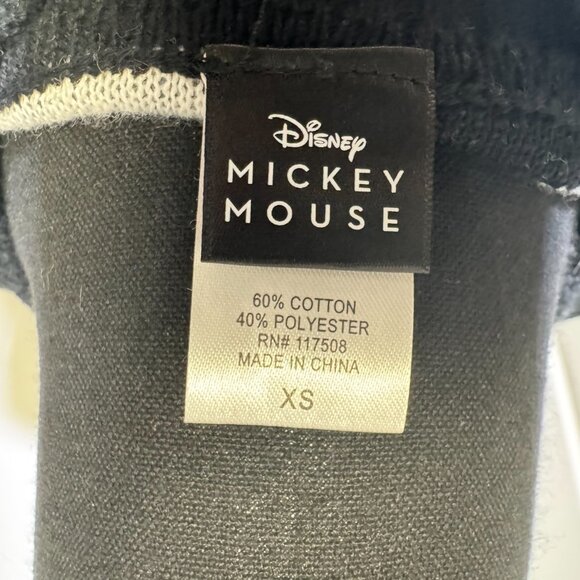 Disney
MICKEY
MOUSE
60% COTTON
40% POLYESTER
RN# 117508
MADE IN CHINA
XS